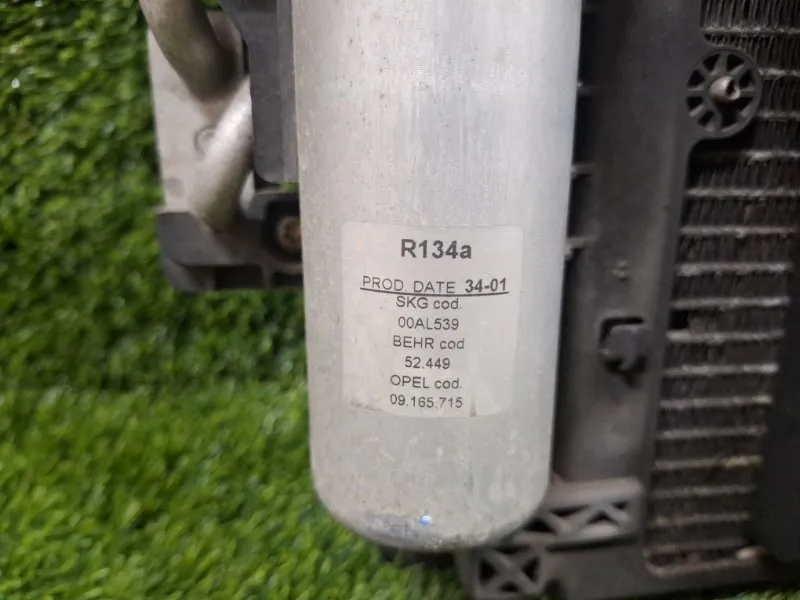 R134a
PROD. DATE 34-01
SKG cod.
00AL539
BEHR cod
52.449
OPEL cod.
09.165.715